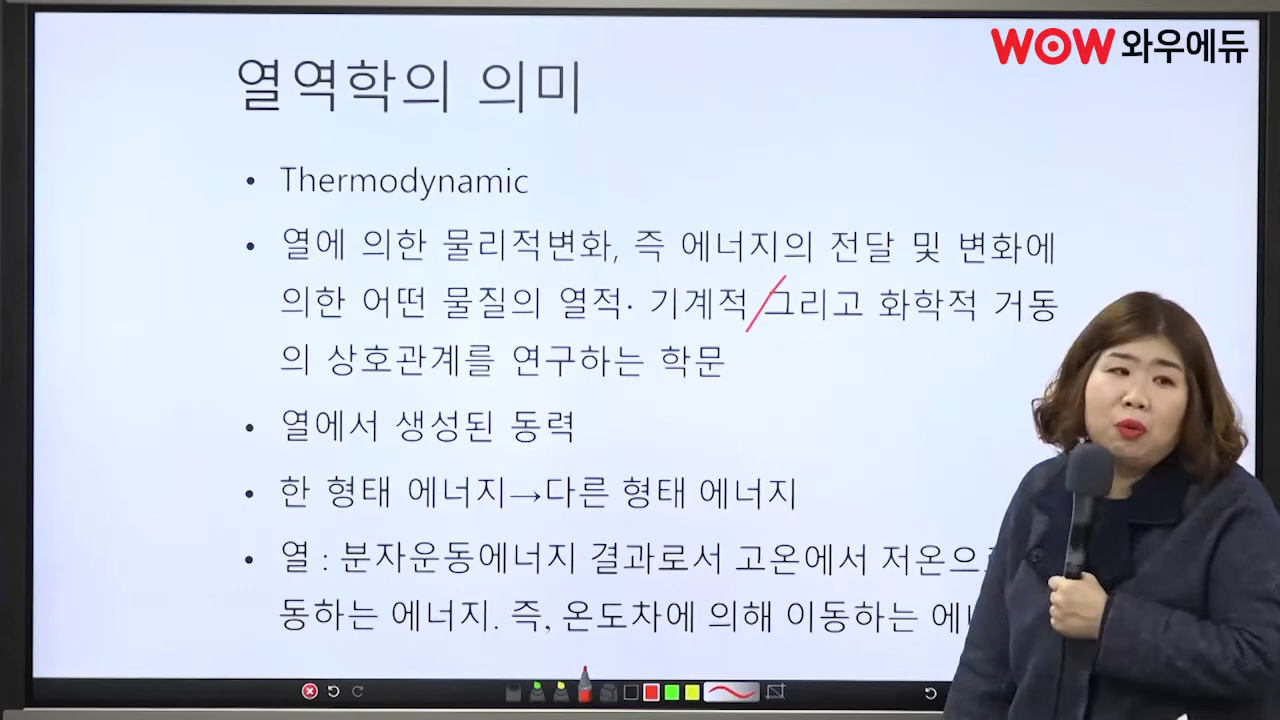 WOW 와우에듀
열역학의 의미
• Thermodynamic
• 열에 의한 물리적변화, 즉 에너지의 전달 및 변화에
의한 어떤 물질의 열적· 기계적 그리고 화학적 거동
의 상호관계를 연구하는 학문
• 열에서 생성된 동력
• 한 형태 에너지→다른 형태 에너지
• 열 : 분자운동에너지 결과로서 고온에서 저온으
동하는 에너지. 즉, 온도차에 의해 이동하는